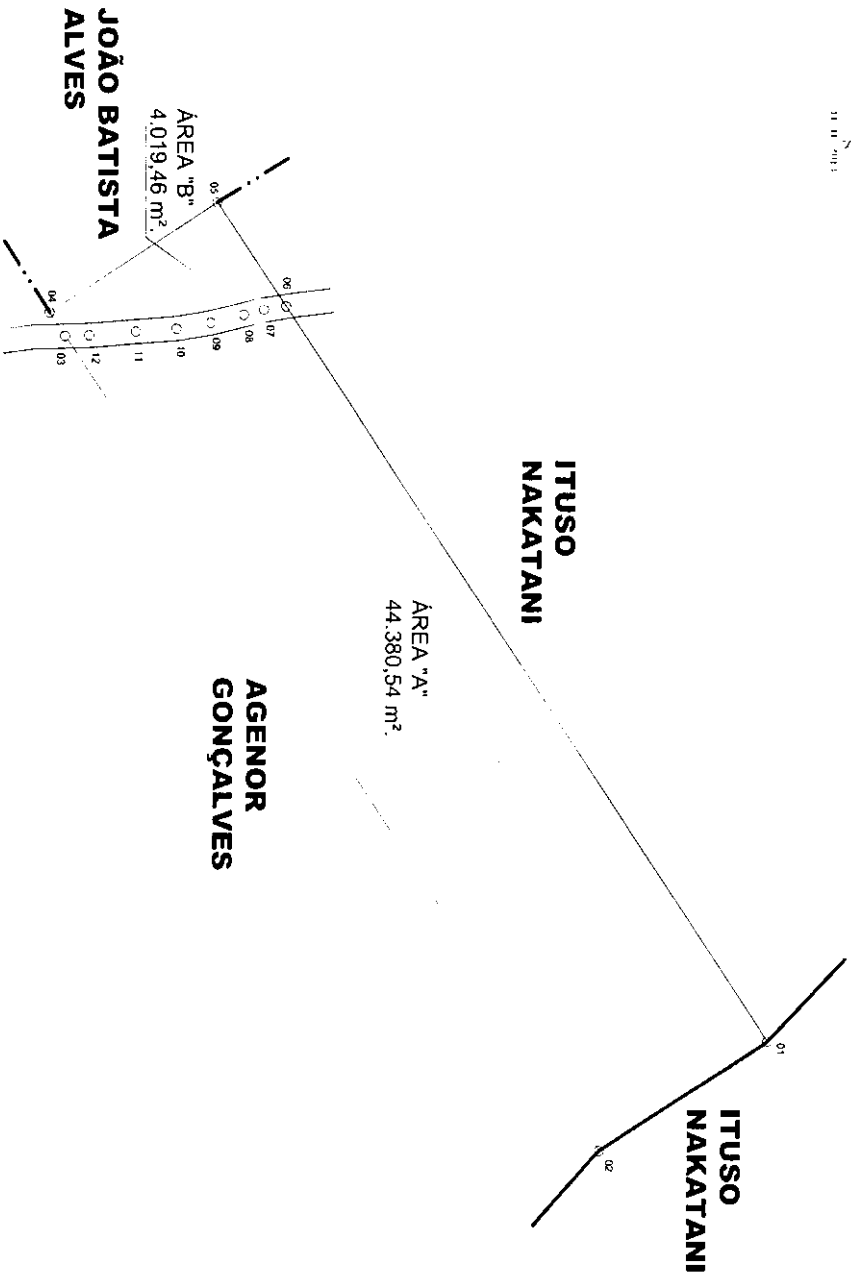 ITUSO
NAKATANI
01
02
ITUSO
NAKATANI
ÁREA "A"
44.380,54 m².
AGENOR
GONÇALVES
05
06
07
08
09
10
11
12
03
04
ÁREA "B"
4.019,46 m².
JOÃO BATISTA
ALVES